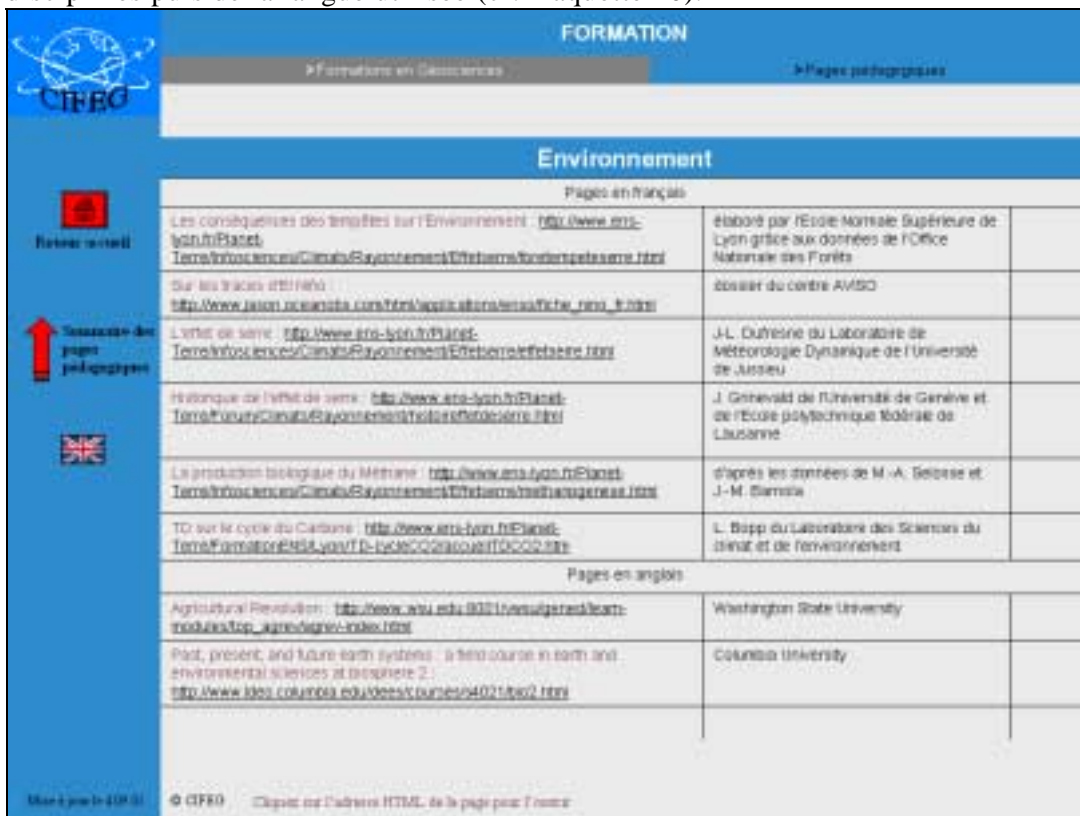 FORMATION
>Formations en Géosciences
>Pages pédagogiques
CIFEG
Environnement
Pages en français
Les conséquences des tempêtes sur l'Environnement : http://www.ens-
lyon.fr/Planet-
Terre/Infosciences/Climats/Rayonnement/Effetserre/foretempeteserre.html
élaboré par l'Ecole Normale Supérieure de
Lyon grâce aux données de l'Office
Nationale des Forêts
Sur les traces d'El niño :
http://www.jason.oceanobs.com/html/applications/enso/fiche_nino_fr.html
dossier du centre AVISO
L'effet de serre : http://www.ens-lyon.fr/Planet-
Terre/Infosciences/Climats/Rayonnement/Effetserre/effetserre.html
J-L. Dufresne du Laboratoire de
Météorologie Dynamique de l'Université
de Jussieu
Historique de l'effet de serre : http://www.ens-lyon.fr/Planet-
Terre/Forum/Climats/Rayonnement/histoireffetdeserre.html
J. Grinevald de l'Université de Genève et
de l'Ecole polytechnique fédérale de
Lausanne
La production biologique du Méthane : http://www.ens-lyon.fr/Planet-
Terre/Infosciences/Climats/Rayonnement/Effetserre/methanogenese.html
d'après les données de M.-A. Selosse et
J.-M. Barnola
TD sur le cycle du Carbone : http://www.ens-lyon.fr/Planet-
L. Bopp du Laboratoire des Sciences du
climat et de l'environnement
Pages en anglais
Agricultural Revolution : http://www.wsu.edu:8001/vwsu/gened/learn-
modules/top_agrev/agrev-index.html
Washington State University
Past, present, and future earth systems : a field course in earth and
environmental sciences at biosphere 2 :
http://www.ldeo.columbia.edu/dees/courses/s4021/bio2.html
Columbia University
Retour accueil
Sommaire des
pages
pédagogiques
Mise à jour le
© CIFEG
Cliquez sur l'adresse HTML de la page pour l'ouvrir